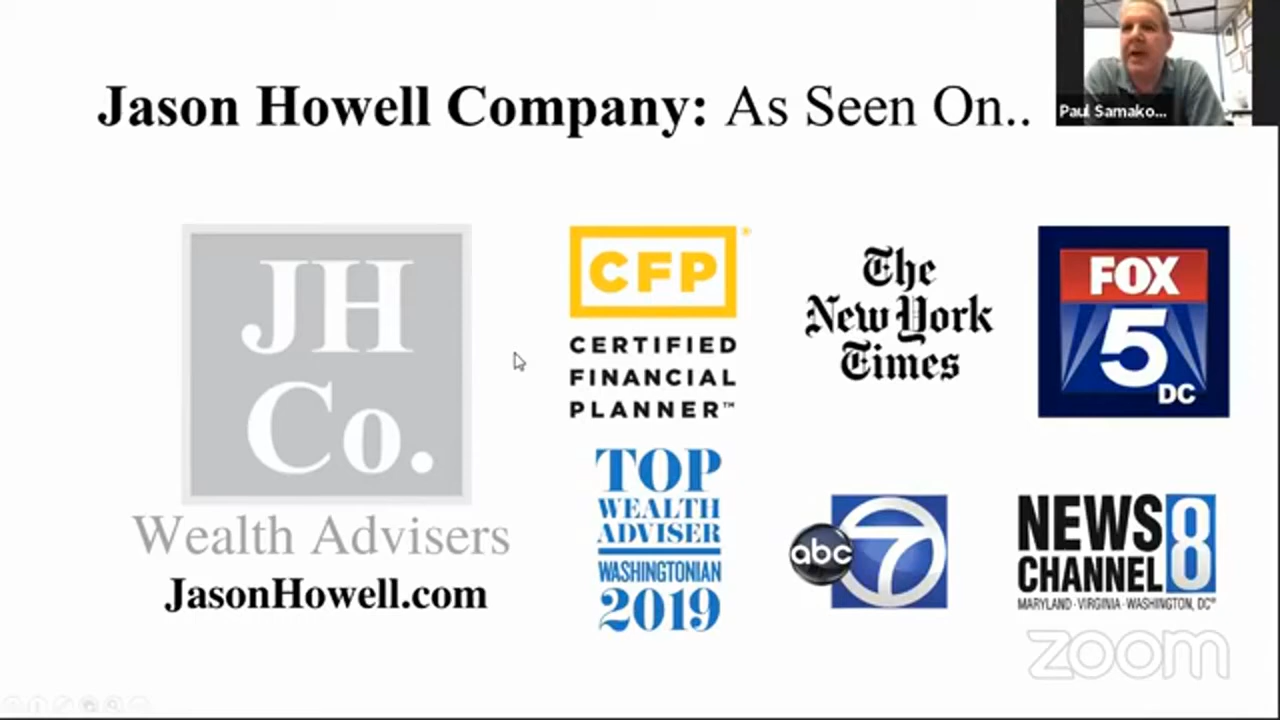 Jason Howell Company: As Seen On..
Paul Samako...
JH
Co.
Wealth Advisers
JasonHowell.com
CFP®
CERTIFIED
FINANCIAL
PLANNER™
The
New York
Times
FOX
5
DC
TOP
WEALTH
ADVISER
WASHINGTONIAN
2019
abc 7
NEWS
CHANNEL 8
MARYLAND · VIRGINIA · WASHINGTON, DC®
zoom